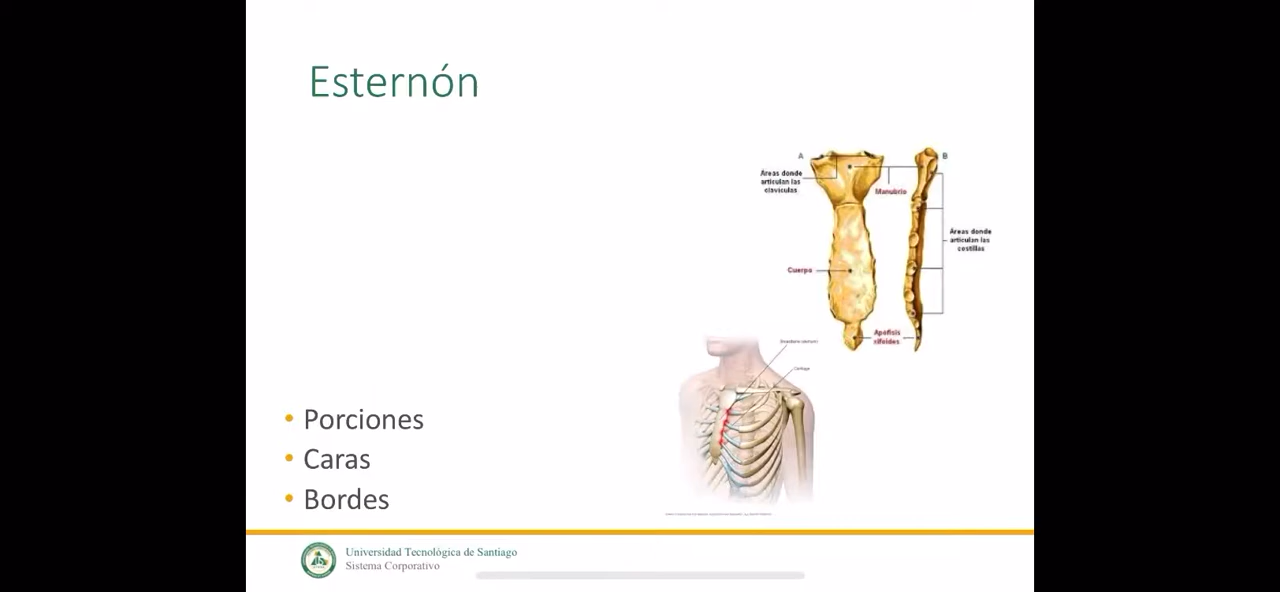 Esternón
A
B
Áreas donde
articulan las
clavículas
Manubrio
Áreas donde
articulan las
costillas
Cuerpo
Apófisis
xifoides
Cartilage
• Porciones
• Caras
• Bordes
Universidad Tecnológica de Santiago
Sistema Corporativo